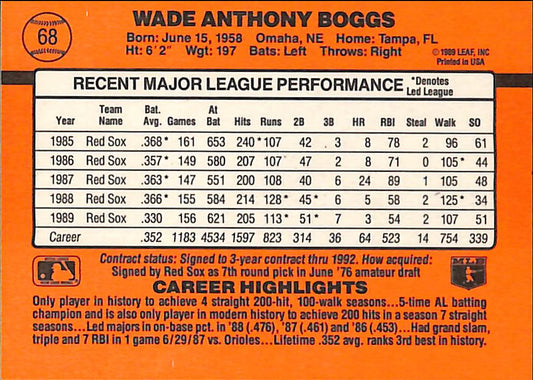 68
WADE ANTHONY BOGGS
Born: June 15, 1958 Omaha, NE Home: Tampa, FL
Ht: 6'2" Wgt: 197 Bats: Left Throws: Right
© 1989 LEAF, INC
Printed in USA
RECENT MAJOR LEAGUE PERFORMANCE *Denotes Led League
Year Team Name Bat. Avg. Games At Bat Hits Runs 2B 3B HR RBI Steal Walk SO
1985 Red Sox .368* 161 653 240* 107 42 3 8 78 2 96 61
1986 Red Sox .357* 149 580 207 107 47 2 8 71 0 105* 44
1987 Red Sox .363* 147 551 200 108 40 6 24 89 1 105 48
1988 Red Sox .366* 155 584 214 128* 45* 6 5 58 2 125* 34
1989 Red Sox .330 156 621 205 113* 51* 7 3 54 2 107 51
Career .352 1183 4534 1597 823 314 36 64 523 14 754 339
Contract status: Signed to 3-year contract thru 1992. How acquired:
Signed by Red Sox as 7th round pick in June '76 amateur draft
MLB
CAREER HIGHLIGHTS
Only player in history to achieve 4 straight 200-hit, 100-walk seasons...5-time AL batting
champion and is also only player in modern history to achieve 200 hits in a season 7 straight
seasons...Led majors in on-base pct. in '88 (.476), '87 (.461) and '86 (.453)...Had grand slam,
triple and 7 RBI in 1 game 6/29/87 vs. Orioles...Lifetime .352 avg. ranks 3rd best in history.